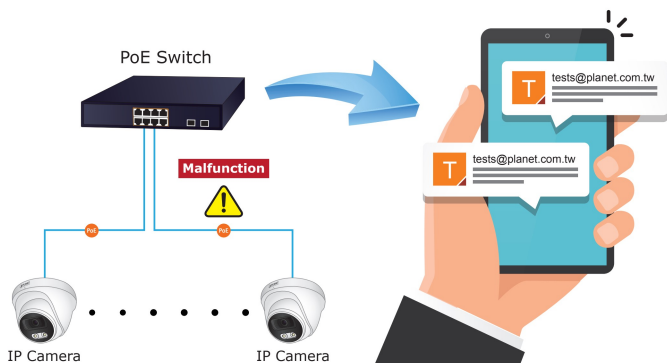 PoE Switch
Malfunction
PoE
PoE
IP Camera
IP Camera
T
tests@planet.com.tw
T
tests@planet.com.tw